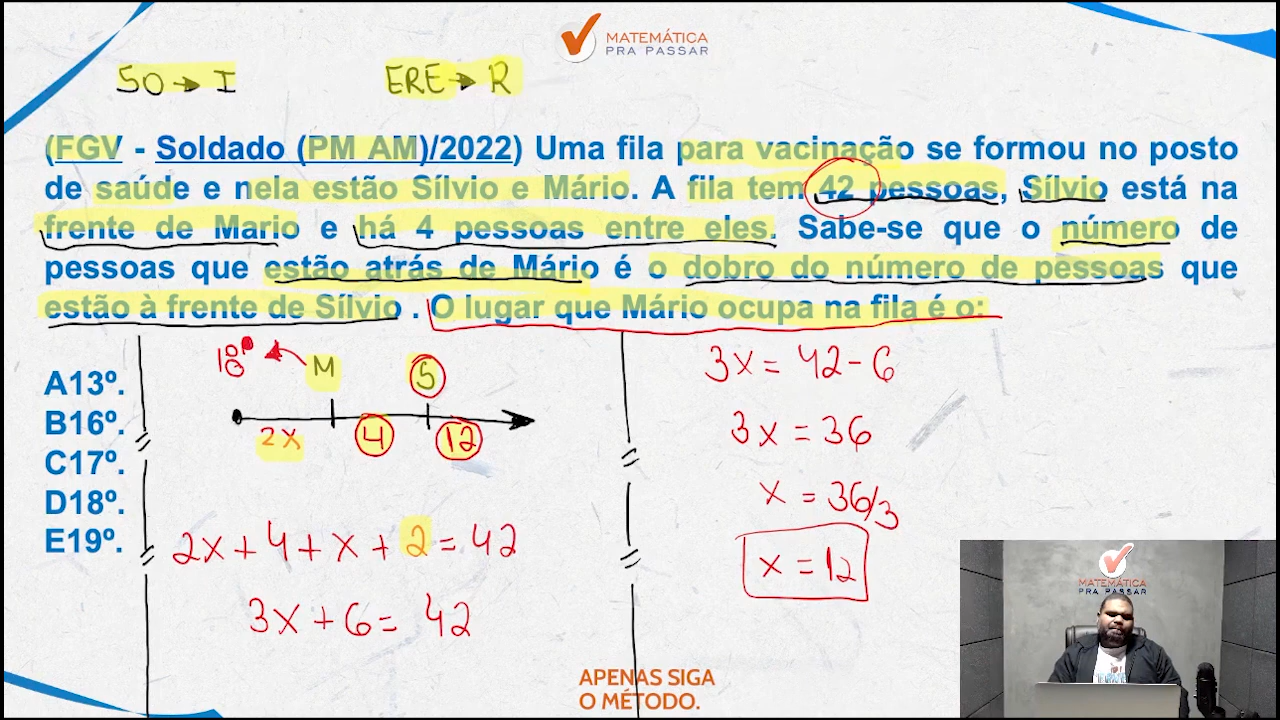 MATEMÁTICA
PRA PASSAR
SO → I
ERE → R
(FGV - Soldado (PM AM)/2022) Uma fila para vacinação se formou no posto
de saúde e nela estão Sílvio e Mário. A fila tem 42 pessoas, Sílvio está na
frente de Mario e há 4 pessoas entre eles. Sabe-se que o número de
pessoas que estão atrás de Mário é o dobro do número de pessoas que
estão à frente de Sílvio . O lugar que Mário ocupa na fila é o:
A13º.
B16º.
C17º.
D18º.
E19º.
18º
M
S
2x
4
12
2x + 4 + x + 2 = 42
3x + 6 = 42
3x = 42 - 6
3x = 36
x = 36/3
x = 12
MATEMÁTICA
PRA PASSAR
APENAS SIGA
O MÉTODO.